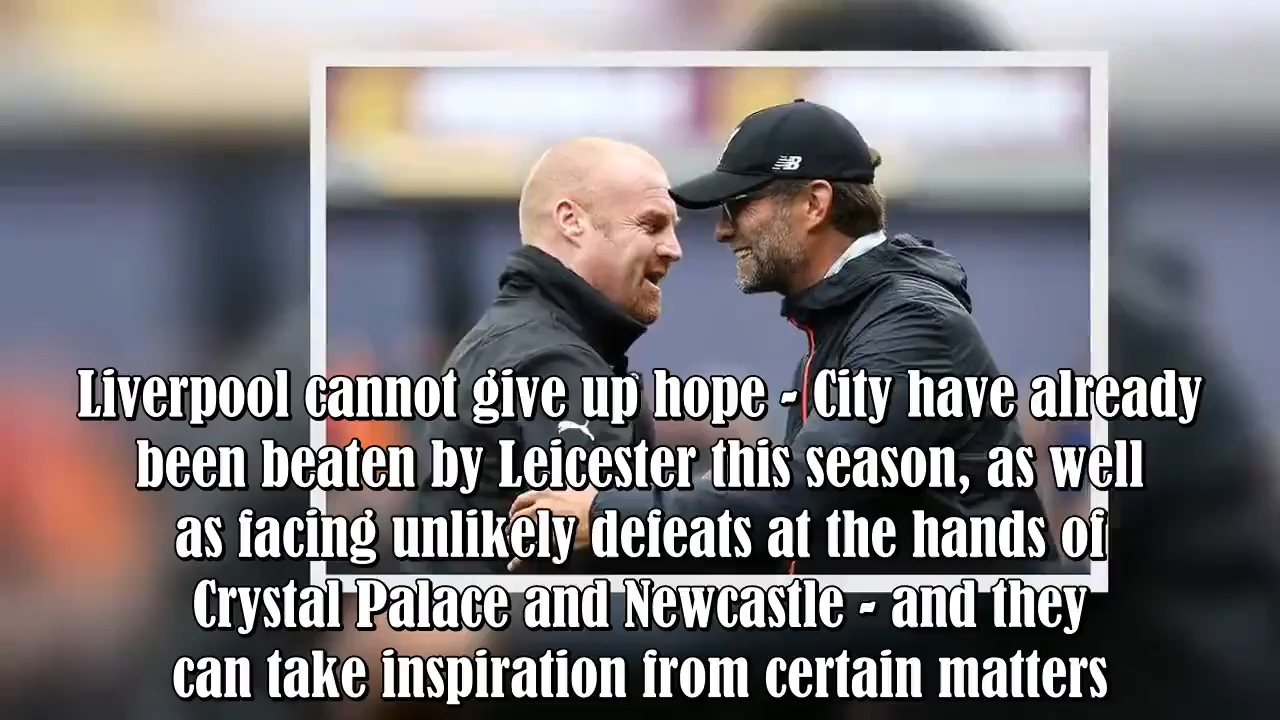 NB
Liverpool cannot give up hope - City have already
been beaten by Leicester this season, as well
as facing unlikely defeats at the hands of
Crystal Palace and Newcastle - and they
can take inspiration from certain matters